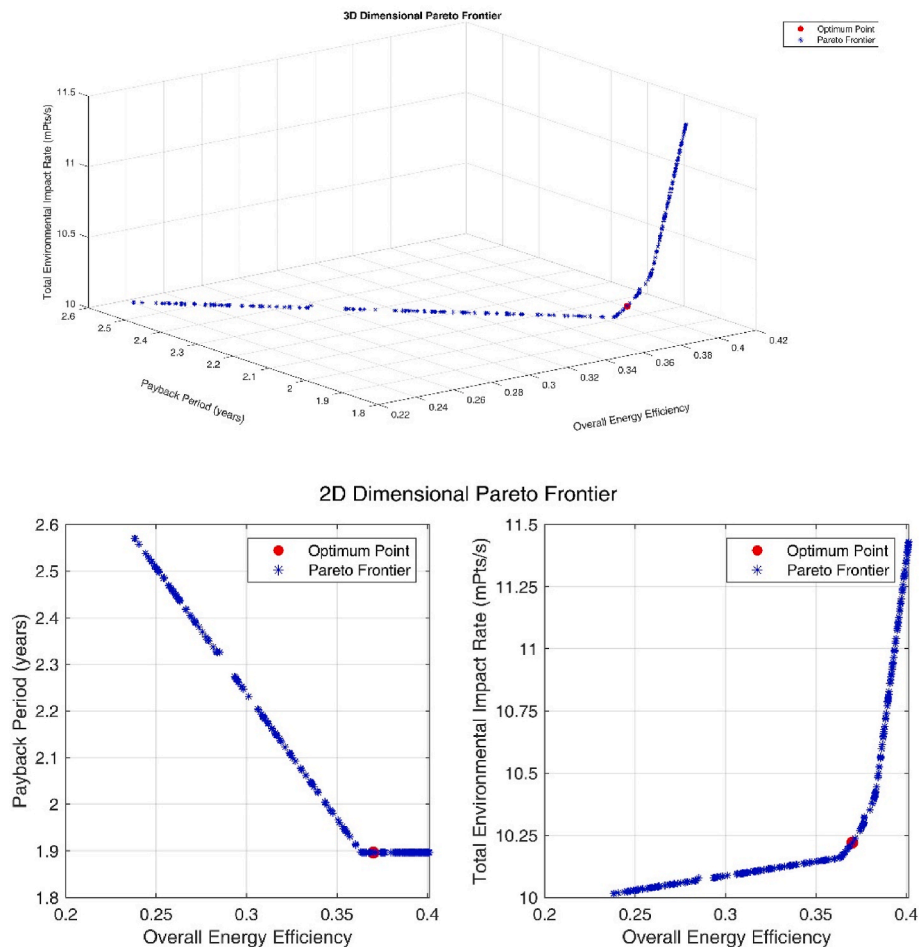 3D Dimensional Pareto Frontier
Optimum Point
Pareto Frontier
Total Environmental Impact Rate (mPts/s)
11.5
11
10.5
10
2.6
2.5
2.4
2.3
2.2
2.1
2
1.9
1.8
Payback Period (years)
0.22
0.24
0.26
0.28
0.3
0.32
0.34
0.36
0.38
0.4
0.42
Overall Energy Efficiency
2D Dimensional Pareto Frontier
Payback Period (years)
2.6
2.5
2.4
2.3
2.2
2.1
2
1.9
1.8
Optimum Point
Pareto Frontier
0.2 0.25 0.3 0.35 0.4
Overall Energy Efficiency
Total Environmental Impact Rate (mPts/s)
11.5
11.25
11
10.75
10.5
10.25
10
Optimum Point
Pareto Frontier
0.2 0.25 0.3 0.35 0.4
Overall Energy Efficiency